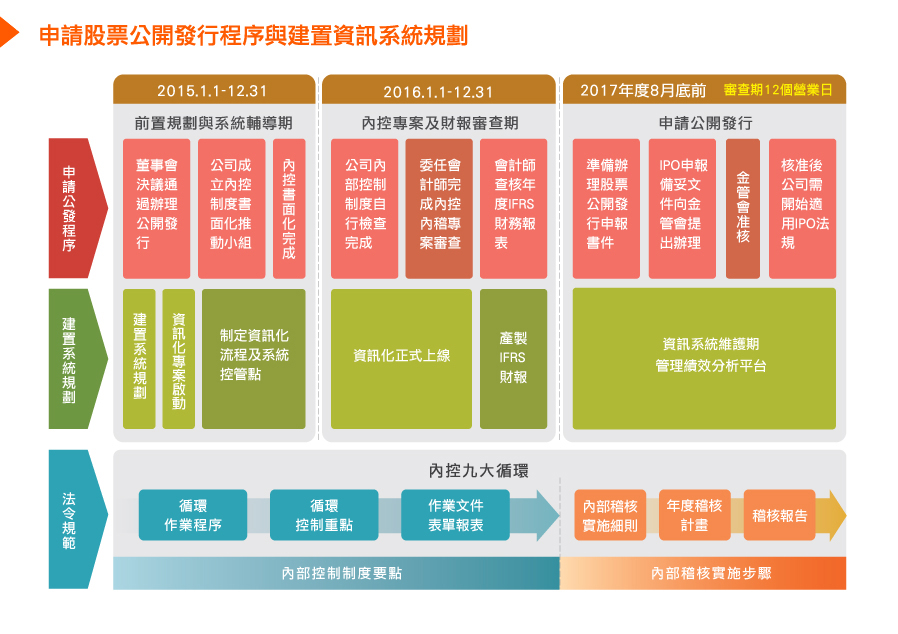 申請股票公開發行程序與建置資訊系統規劃
2015.1.1-12.31
2016.1.1-12.31
2017年度8月底前
審查期12個營業日
前置規劃與系統輔導期
內控專案及財報審查期
申請公開發行
申請公發程序
董事會
決議通
過辦理
公開發
行
公司成
立內控
制度書
面化推
動小組
內控書面化完成
公司內
部控制
制度自
行檢查
完成
委任會
計師完
成內控
內稽專
案審查
會計師
查核年
度IFRS
財務報
表
準備辦
理股票
公開發
行申報
書件
IPO申報
備妥文
件向金
管會提
出辦理
金管會准核
核准後
公司需
開始適
用IPO法
規
建置系統規劃
建置系統規劃
資訊化專案啟動
制定資訊化
流程及系統
控管點
資訊化正式上線
產製
IFRS
財報
資訊系統維護期
管理績效分析平台
法令規範
內控九大循環
循環
作業程序
循環
控制重點
作業文件
表單報表
內部稽核
實施細則
年度稽核
計畫
稽核報告
內部控制制度要點
內部稽核實施步驟